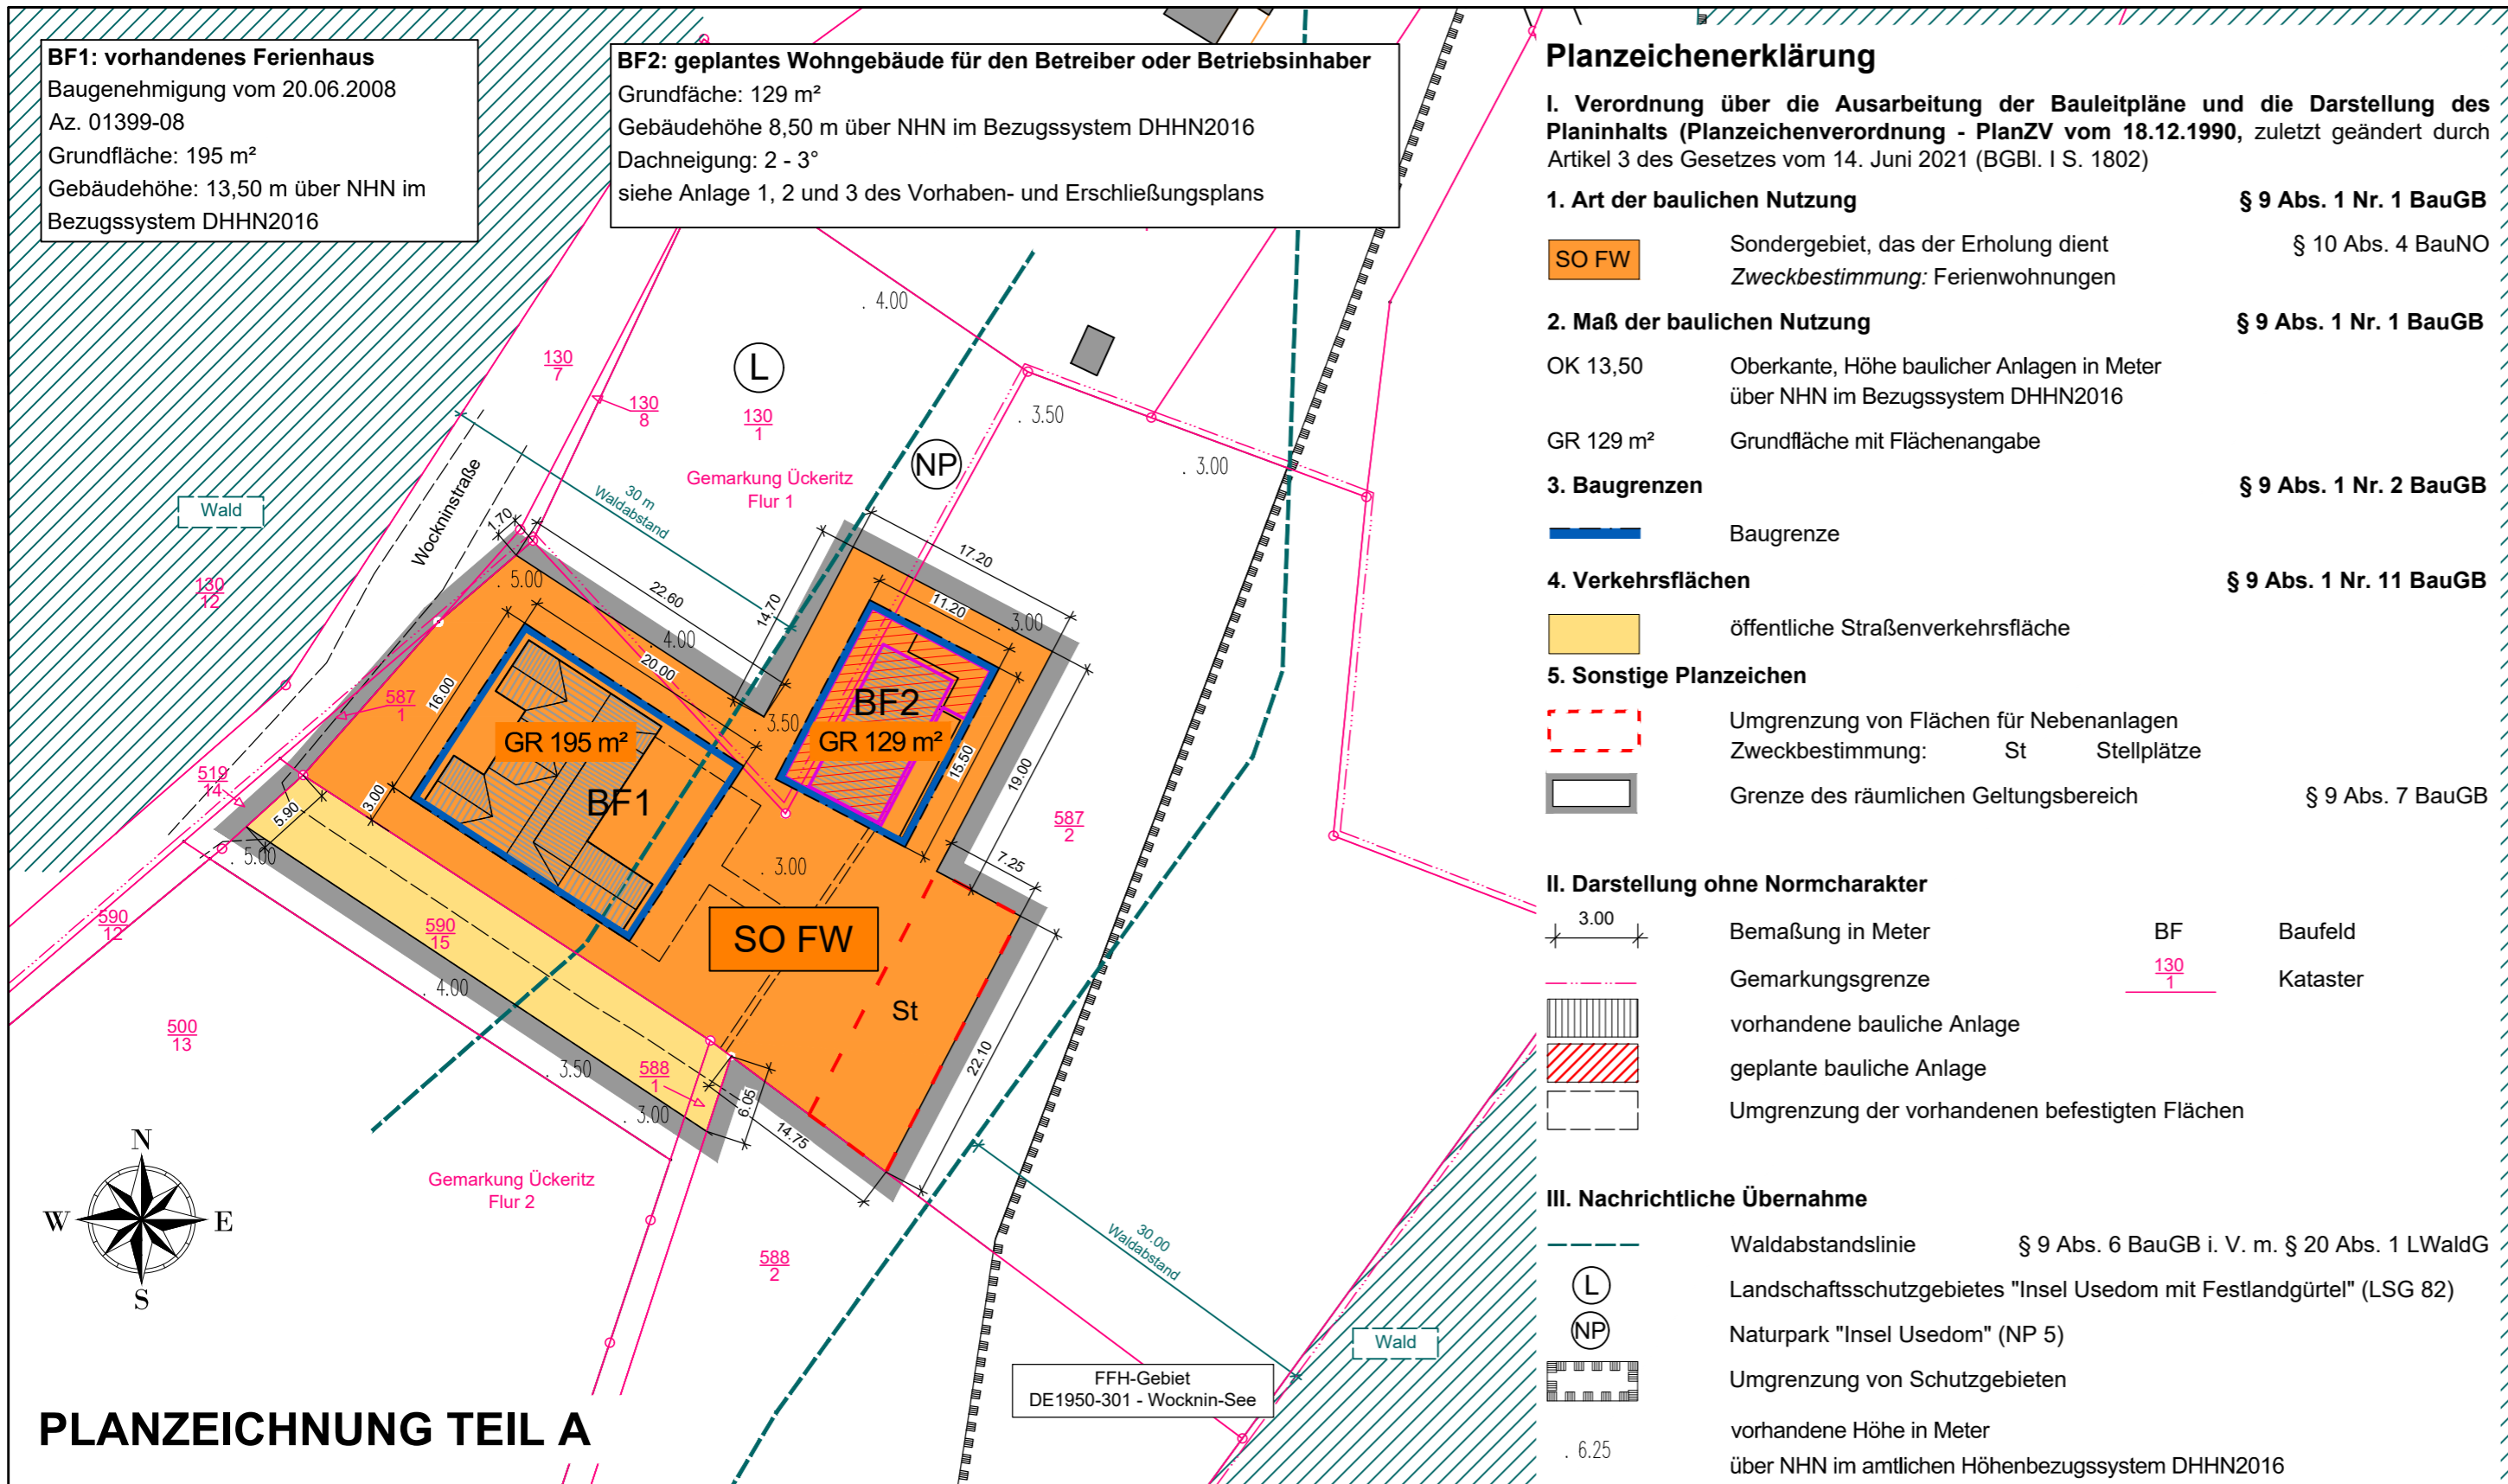 BF1: vorhandenes Ferienhaus
Baugenehmigung vom 20.06.2008
Az. 01399-08
Grundfläche: 195 m²
Gebäudehöhe: 13,50 m über NHN im
Bezugssystem DHHN2016
BF2: geplantes Wohngebäude für den Betreiber oder Betriebsinhaber
Grundfäche: 129 m²
Gebäudehöhe 8,50 m über NHN im Bezugssystem DHHN2016
Dachneigung: 2 - 3°
siehe Anlage 1, 2 und 3 des Vorhaben- und Erschließungsplans
. 4.00
L
130
7
130
8
130
1
. 3.50
NP
. 3.00
Gemarkung Ückeritz
Flur 1
30 m
Waldabstand
Wockninstraße
Wald
130
12
1.70
. 5.00
22.60
. 4.00
14.70
17.20
11.20
. 3.00
20.00
16.00
587
1
BF2
GR 195 m²
. 3.50
GR 129 m²
15.50
19.00
519
14
3.00
BF1
5.90
. 5.00
587
2
7.25
. 3.00
590
12
590
15
SO FW
. 4.00
St
500
13
22.10
. 3.50
588
1
6.05
. 3.00
14.75
N
W
E
S
Gemarkung Ückeritz
Flur 2
588
2
30.00
Waldabstand
Wald
FFH-Gebiet
DE1950-301 - Wocknin-See
PLANZEICHNUNG TEIL A
Planzeichenerklärung
I. Verordnung über die Ausarbeitung der Bauleitpläne und die Darstellung des
Planinhalts (Planzeichenverordnung - PlanZV vom 18.12.1990, zuletzt geändert durch
Artikel 3 des Gesetzes vom 14. Juni 2021 (BGBl. I S. 1802)
1. Art der baulichen Nutzung § 9 Abs. 1 Nr. 1 BauGB
SO FW Sondergebiet, das der Erholung dient § 10 Abs. 4 BauNO
Zweckbestimmung: Ferienwohnungen
2. Maß der baulichen Nutzung § 9 Abs. 1 Nr. 1 BauGB
OK 13,50 Oberkante, Höhe baulicher Anlagen in Meter
über NHN im Bezugssystem DHHN2016
GR 129 m² Grundfläche mit Flächenangabe
3. Baugrenzen § 9 Abs. 1 Nr. 2 BauGB
Baugrenze
4. Verkehrsflächen § 9 Abs. 1 Nr. 11 BauGB
öffentliche Straßenverkehrsfläche
5. Sonstige Planzeichen
Umgrenzung von Flächen für Nebenanlagen
Zweckbestimmung: St Stellplätze
Grenze des räumlichen Geltungsbereich § 9 Abs. 7 BauGB
II. Darstellung ohne Normcharakter
3.00 Bemaßung in Meter BF Baufeld
Gemarkungsgrenze 130
1 Kataster
vorhandene bauliche Anlage
geplante bauliche Anlage
Umgrenzung der vorhandenen befestigten Flächen
III. Nachrichtliche Übernahme
Waldabstandslinie § 9 Abs. 6 BauGB i. V. m. § 20 Abs. 1 LWaldG
L Landschaftsschutzgebietes "Insel Usedom mit Festlandgürtel" (LSG 82)
NP Naturpark "Insel Usedom" (NP 5)
Umgrenzung von Schutzgebieten
vorhandene Höhe in Meter
. 6.25
über NHN im amtlichen Höhenbezugssystem DHHN2016